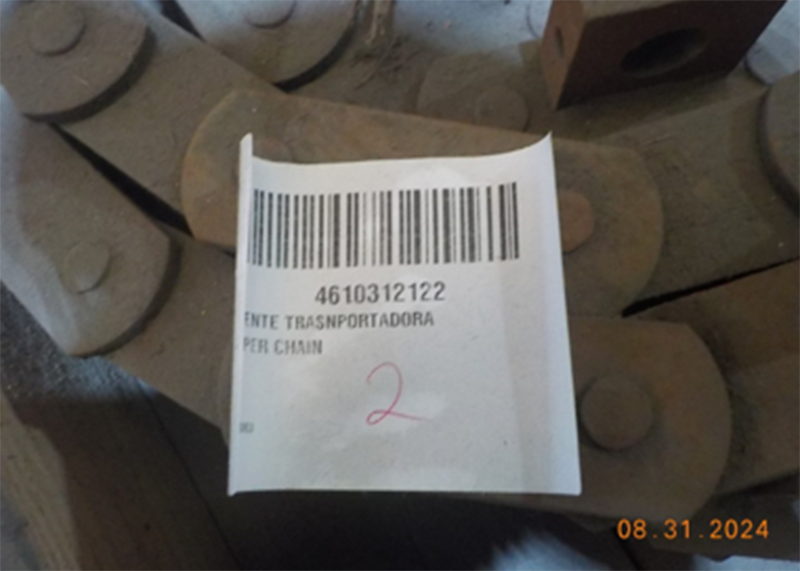 4610312122
ENTE TRASNPORTADORA
PER CHAIN
2
08.31.2024